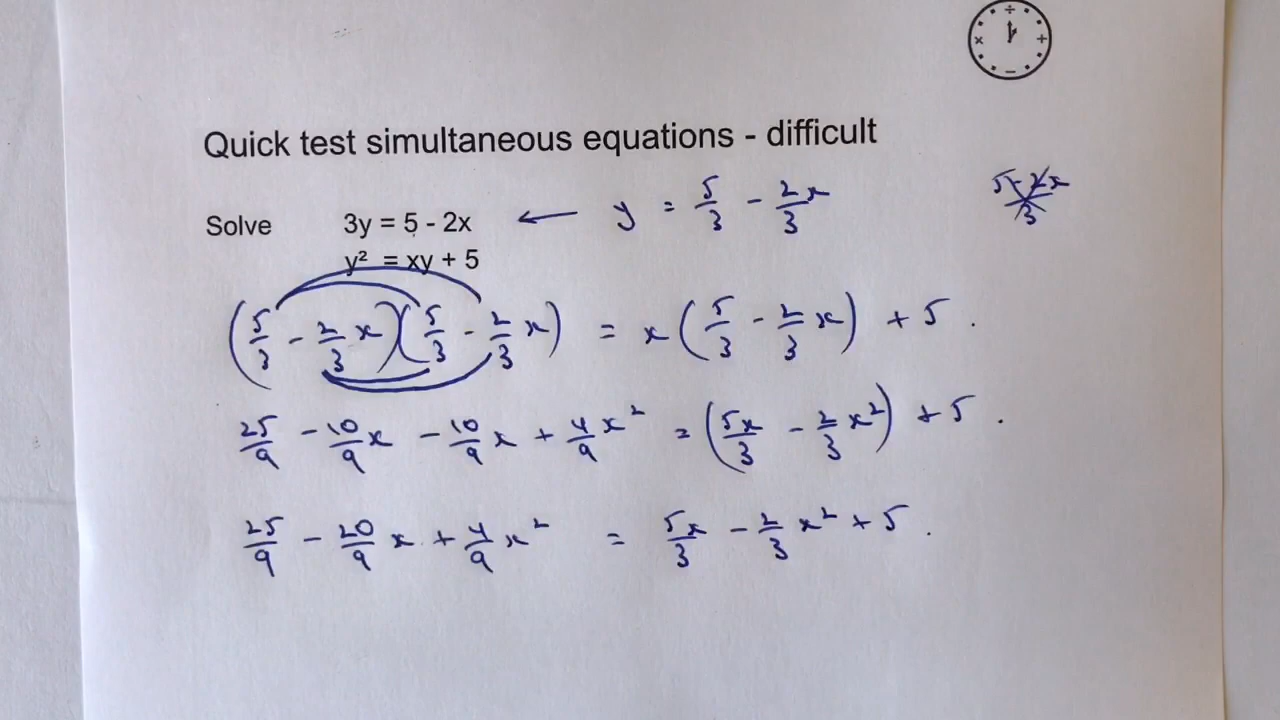 ÷ × + −
Quick test simultaneous equations - difficult
Solve 3y = 5 - 2x ← y = 5/3 - 2/3 x
5-2x/3
y² = xy + 5
(5/3 - 2/3 x)(5/3 - 2/3 x) = x(5/3 - 2/3 x) + 5 .
25/9 - 10/9 x - 10/9 x + 4/9 x² = (5x/3 - 2/3 x²) + 5 .
25/9 - 20/9 x + 4/9 x² = 5x/3 - 2/3 x² + 5 .